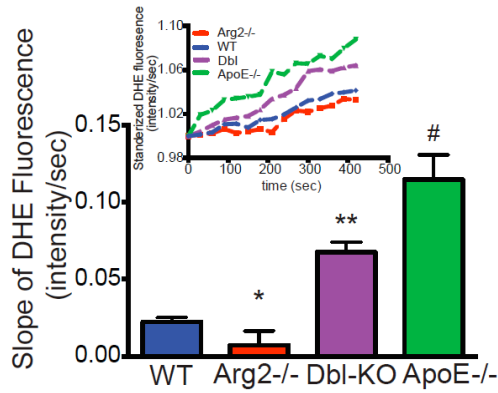 Slope of DHE Fluorescence
(intensity/sec)
0.15
0.10
0.05
0.00
WT
Arg2-/-
Dbl-KO
ApoE-/-
*
**
#
Standerized DHE fluoresence
(intensity/sec)
1.10
1.06
1.02
0.98
0
100
200
300
400
500
time (sec)
Arg2-/-
WT
Dbl
ApoE-/-